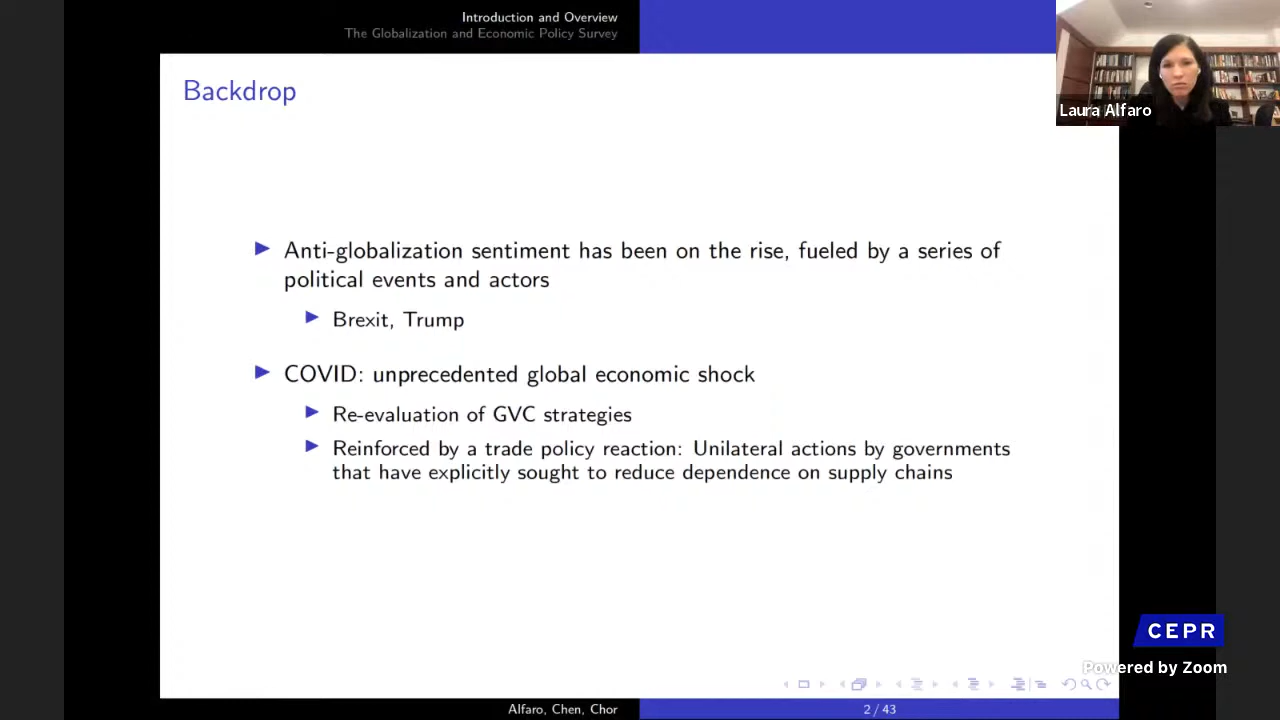 Introduction and Overview
The Globalization and Economic Policy Survey
Backdrop
Laura Alfaro
Anti-globalization sentiment has been on the rise, fueled by a series of
political events and actors
Brexit, Trump
COVID: unprecedented global economic shock
Re-evaluation of GVC strategies
Reinforced by a trade policy reaction: Unilateral actions by governments
that have explicitly sought to reduce dependence on supply chains
CEPR
Powered by Zoom
Alfaro, Chen, Chor
2 / 43